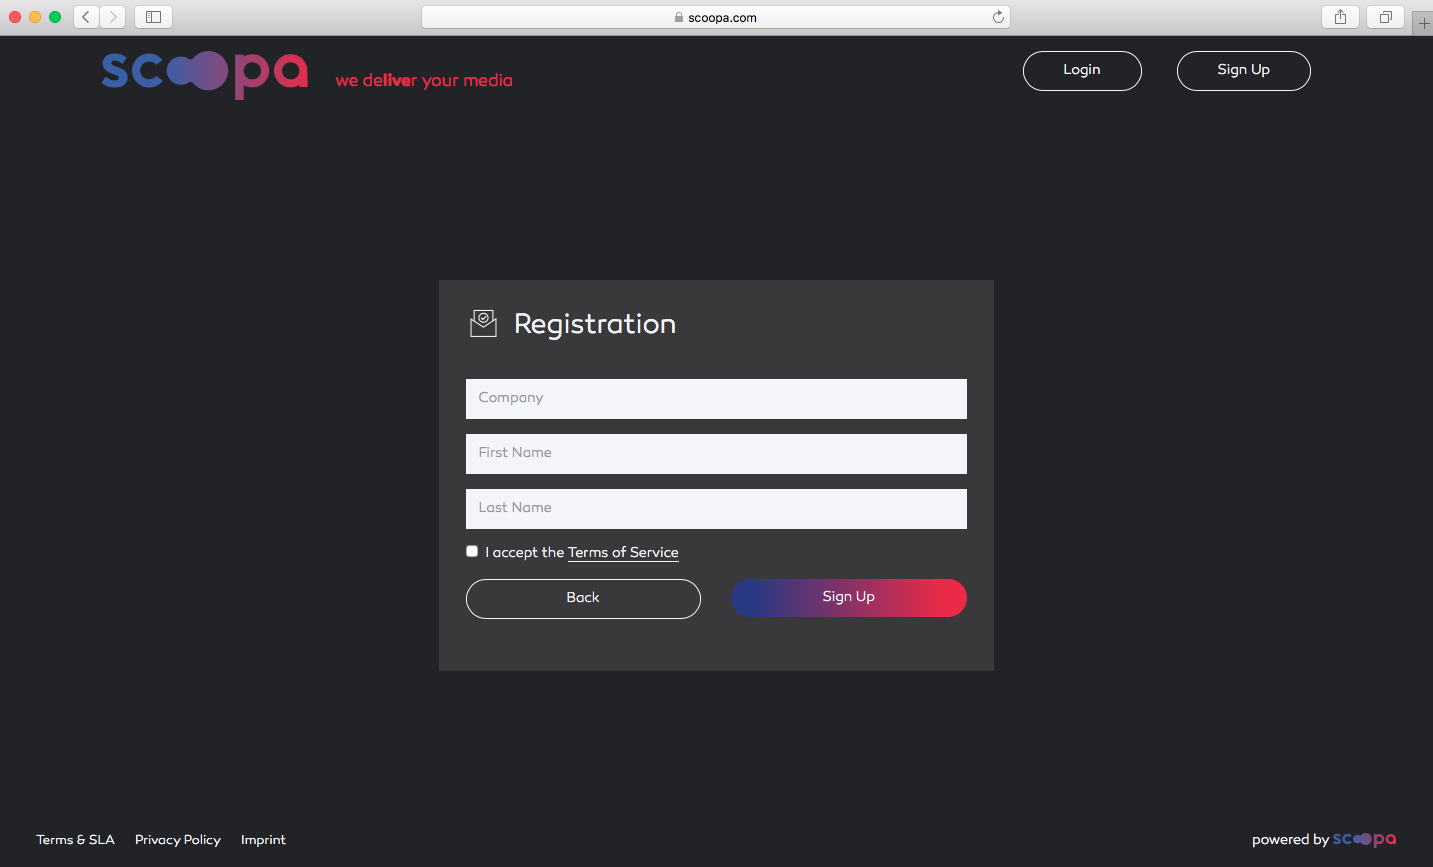 scoopa.com
scoopa we deliver your media Login Sign Up
Registration
Company
First Name
Last Name
I accept the Terms of Service
Back Sign Up
Terms & SLA Privacy Policy Imprint powered by scoopa